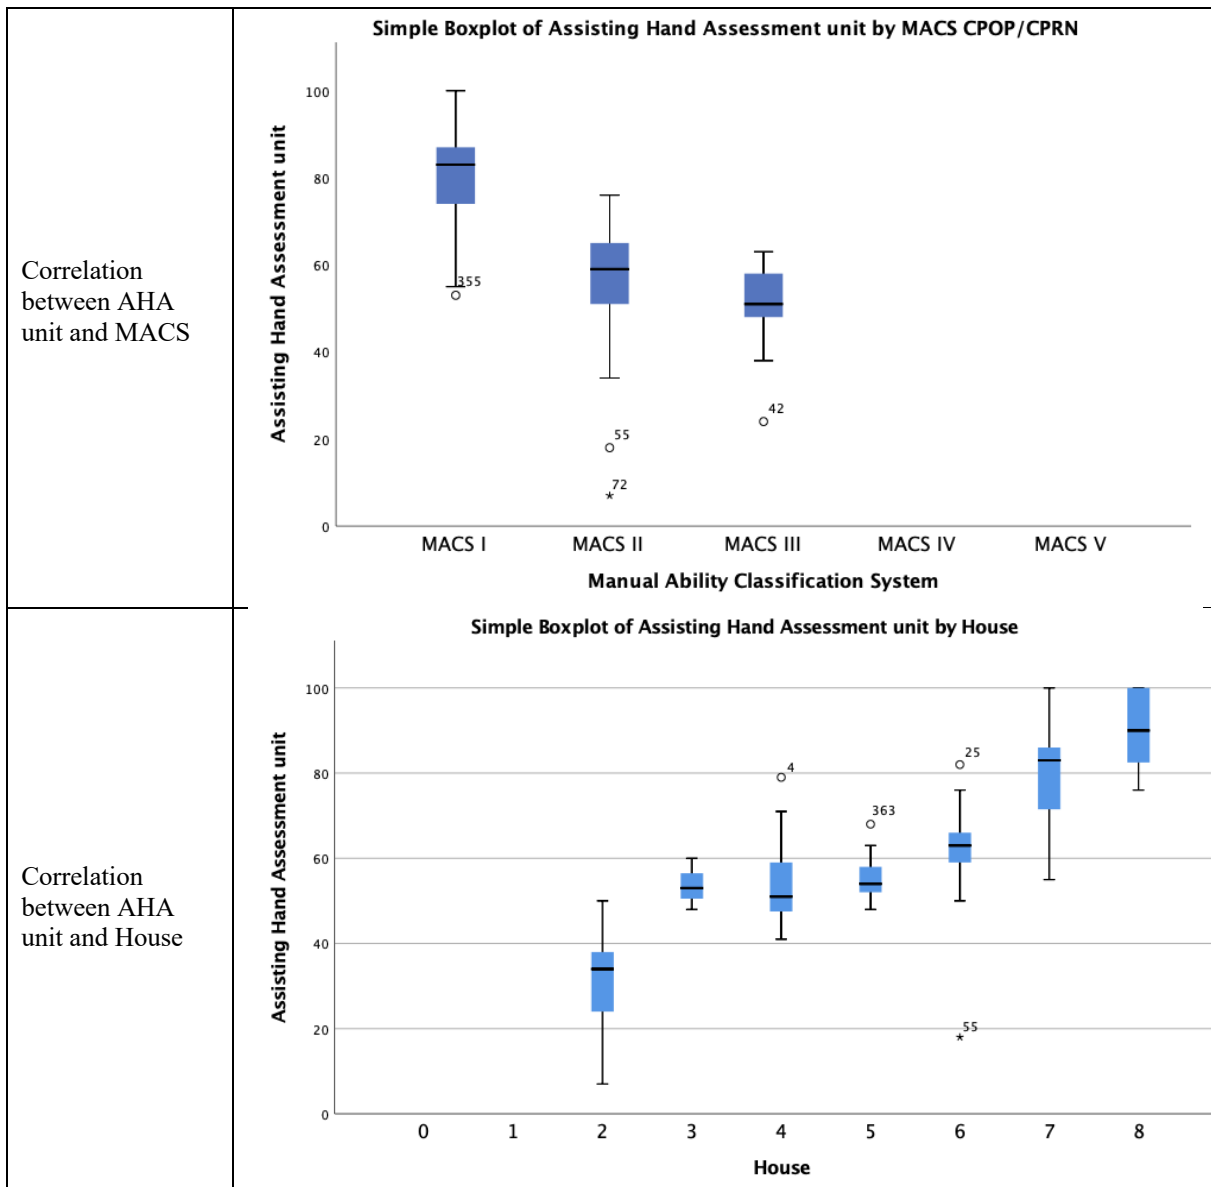 Correlation
between AHA
unit and MACS
Simple Boxplot of Assisting Hand Assessment unit by MACS CPOP/CPRN
Assisting Hand Assessment unit
100
80
60
40
20
0
355
55
72
42
MACS I MACS II MACS III MACS IV MACS V
Manual Ability Classification System
Correlation
between AHA
unit and House
Simple Boxplot of Assisting Hand Assessment unit by House
Assisting Hand Assessment unit
100
80
60
40
20
0
4
363
25
55
0 1 2 3 4 5 6 7 8
House